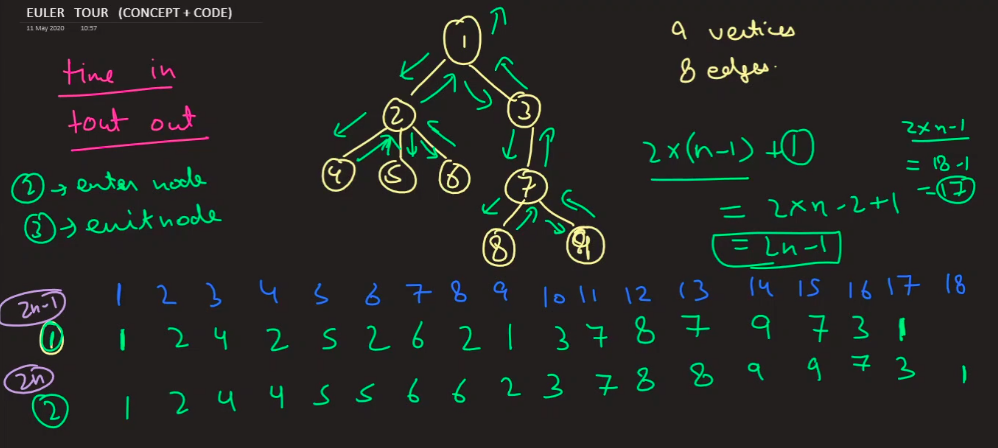 EULER TOUR (CONCEPT + CODE)
11 May 2020 10:57
time in
tout out
② → enter node
③ → exit node
1
2
3
4
5
6
7
8
9
9 vertices
8 edges.
2×(n-1) + 1
= 2×n-2+1
= 2n-1
2×n-1
= 18-1
= 17
1 2 3 4 5 6 7 8 9 10 11 12 13 14 15 16 17 18
2n-1
① 1 2 4 2 5 2 6 2 1 3 7 8 7 9 7 3 1
2n
② 1 2 4 4 5 5 6 6 2 3 7 8 8 9 9 7 3 1